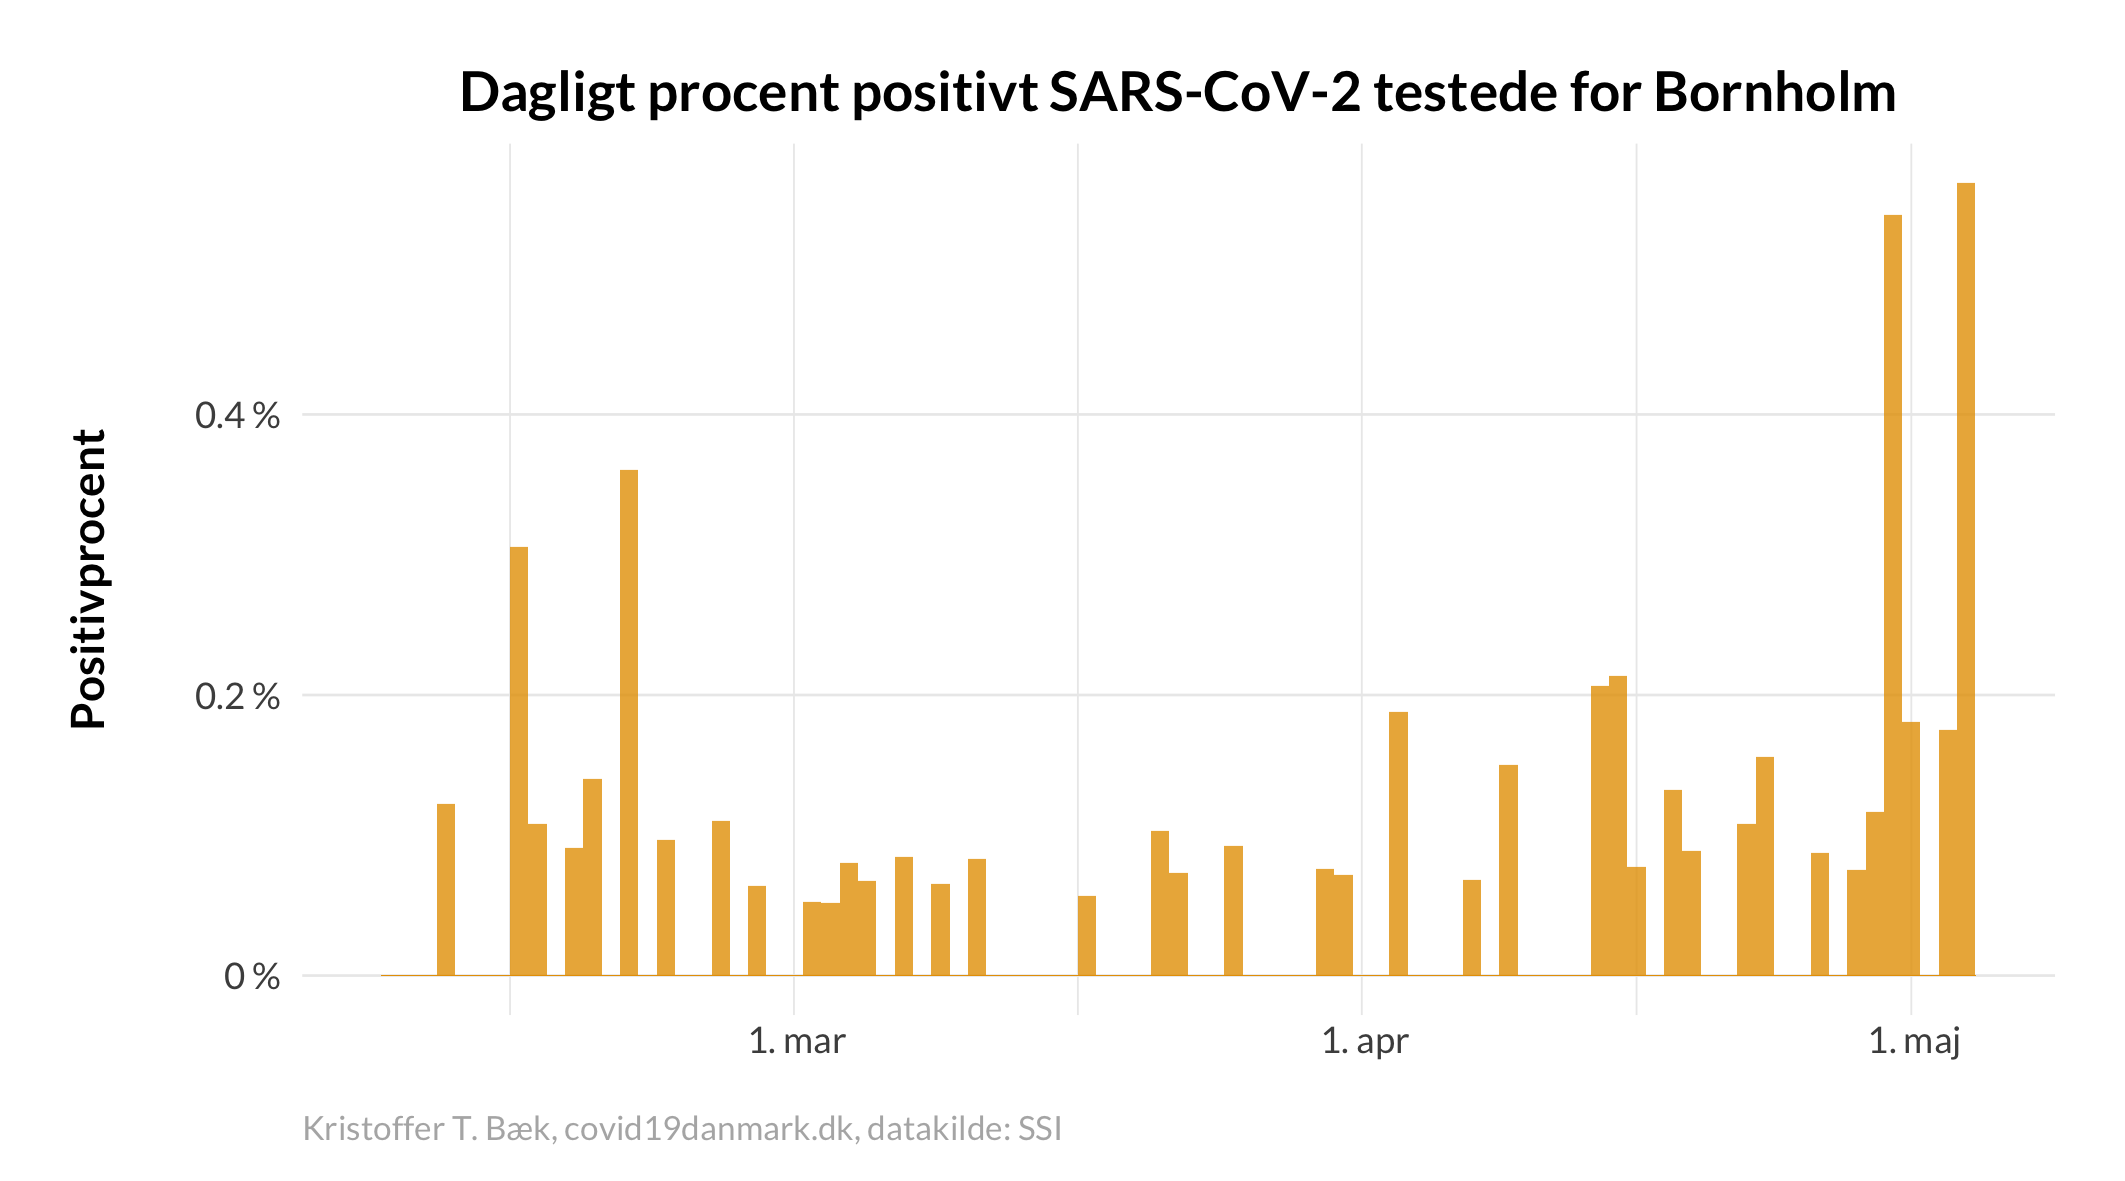 Dagligt procent positivt SARS-CoV-2 testede for Bornholm
Positivprocent
0.4 %
0.2 %
0 %
1. mar
1. apr
1. maj
Kristoffer T. Bæk, covid19danmark.dk, datakilde: SSI